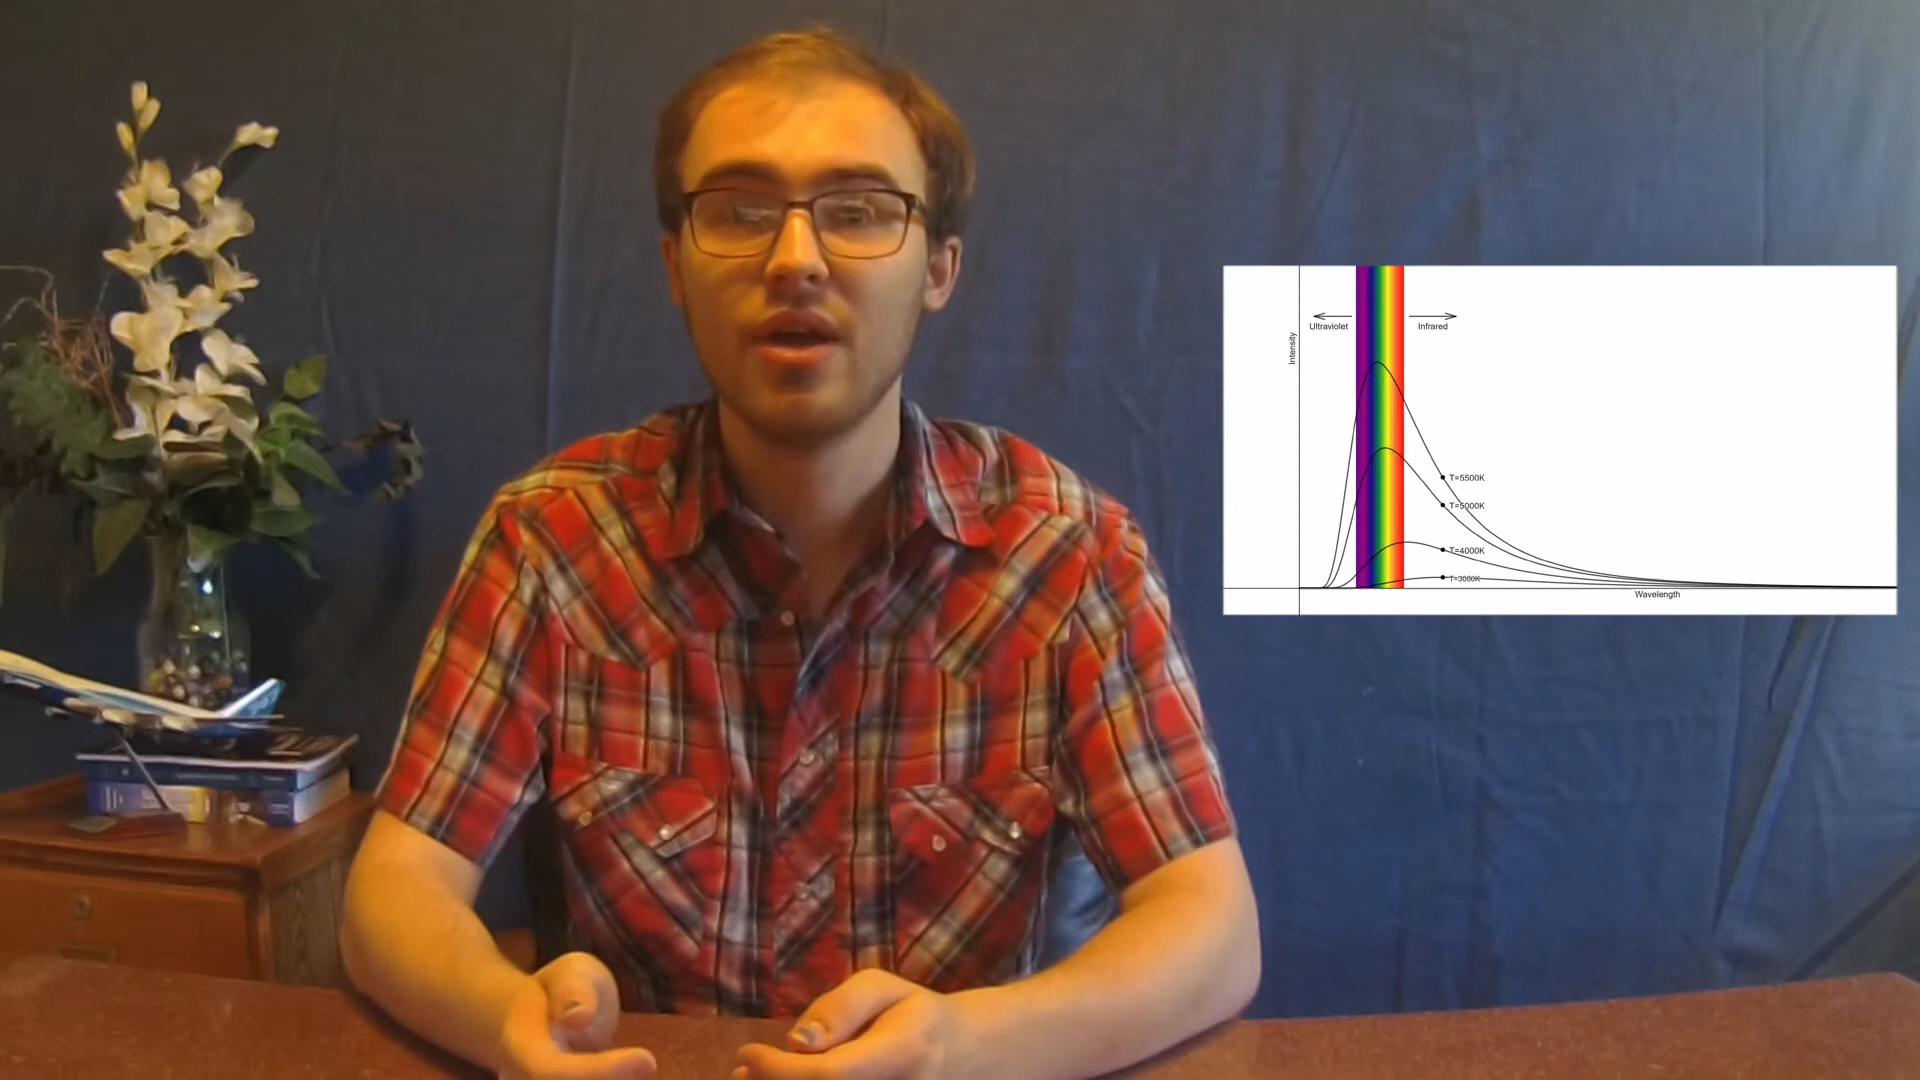 Ultraviolet
Infrared
Intensity
T=5500K
T=5000K
T=4000K
T=3000K
Wavelength